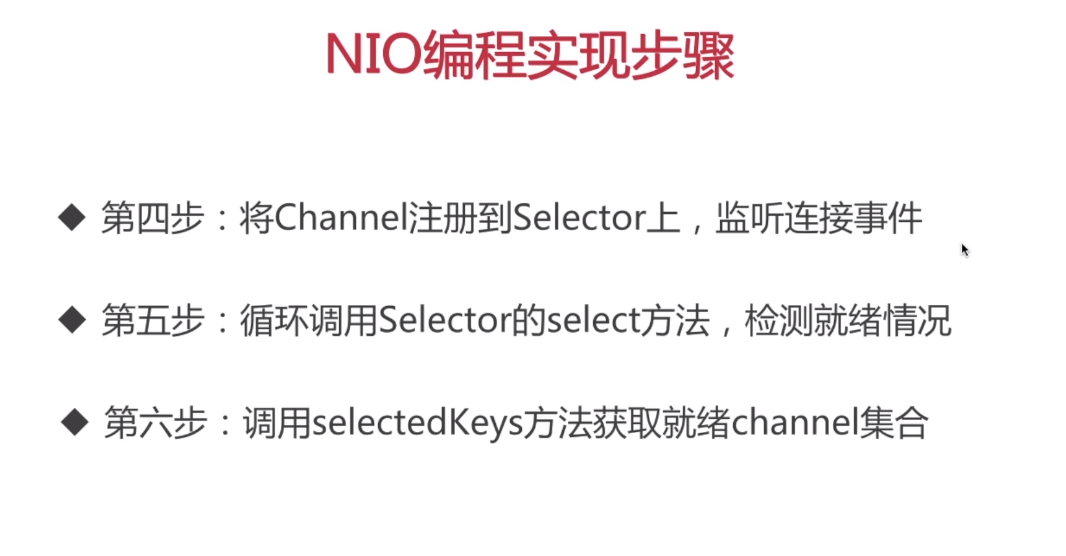 NIO编程实现步骤
◆ 第四步：将Channel注册到Selector上，监听连接事件
◆ 第五步：循环调用Selector的select方法，检测就绪情况
◆ 第六步：调用selectedKeys方法获取就绪channel集合